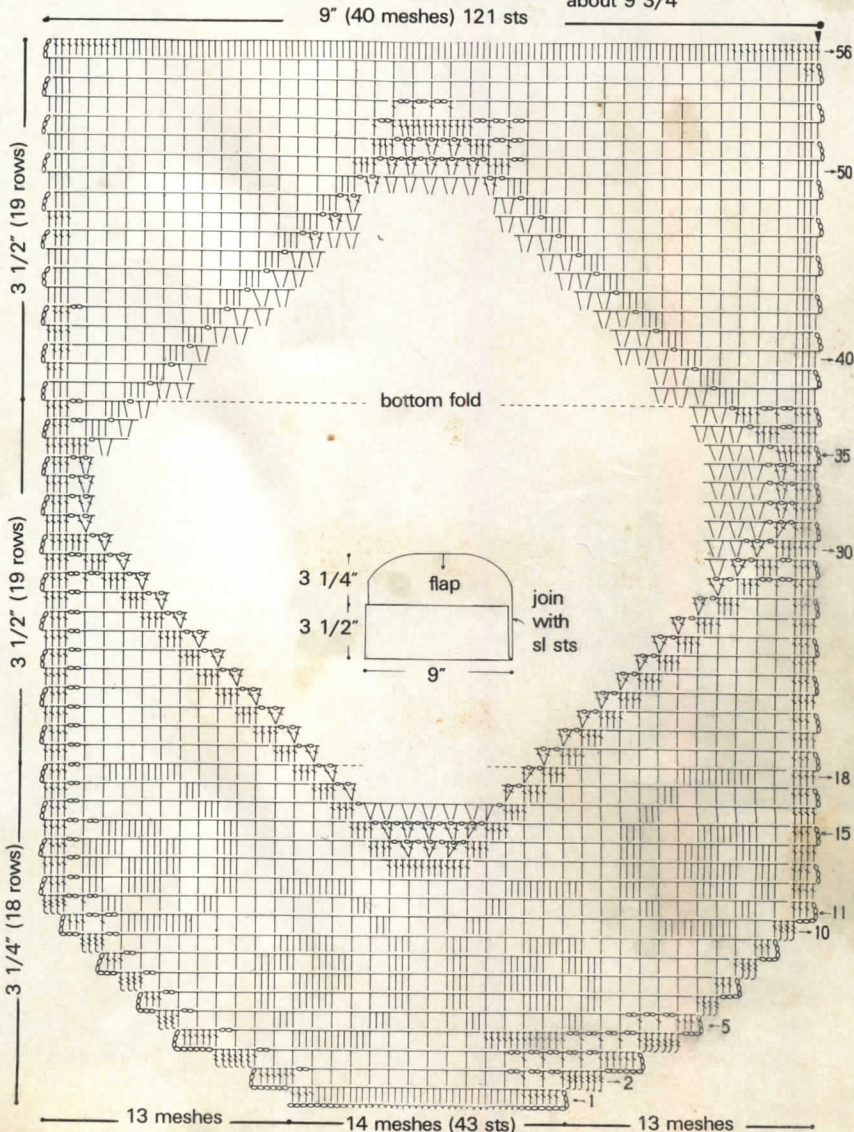 about 9 3/4
9" (40 meshes) 121 sts
56
50
3 1/2" (19 rows)
40
bottom fold
35
30
3 1/2" (19 rows)
3 1/4"
flap
3 1/2"
join
with
sl sts
9"
18
15
3 1/4" (18 rows)
11
10
5
2
1
13 meshes
14 meshes (43 sts)
13 meshes